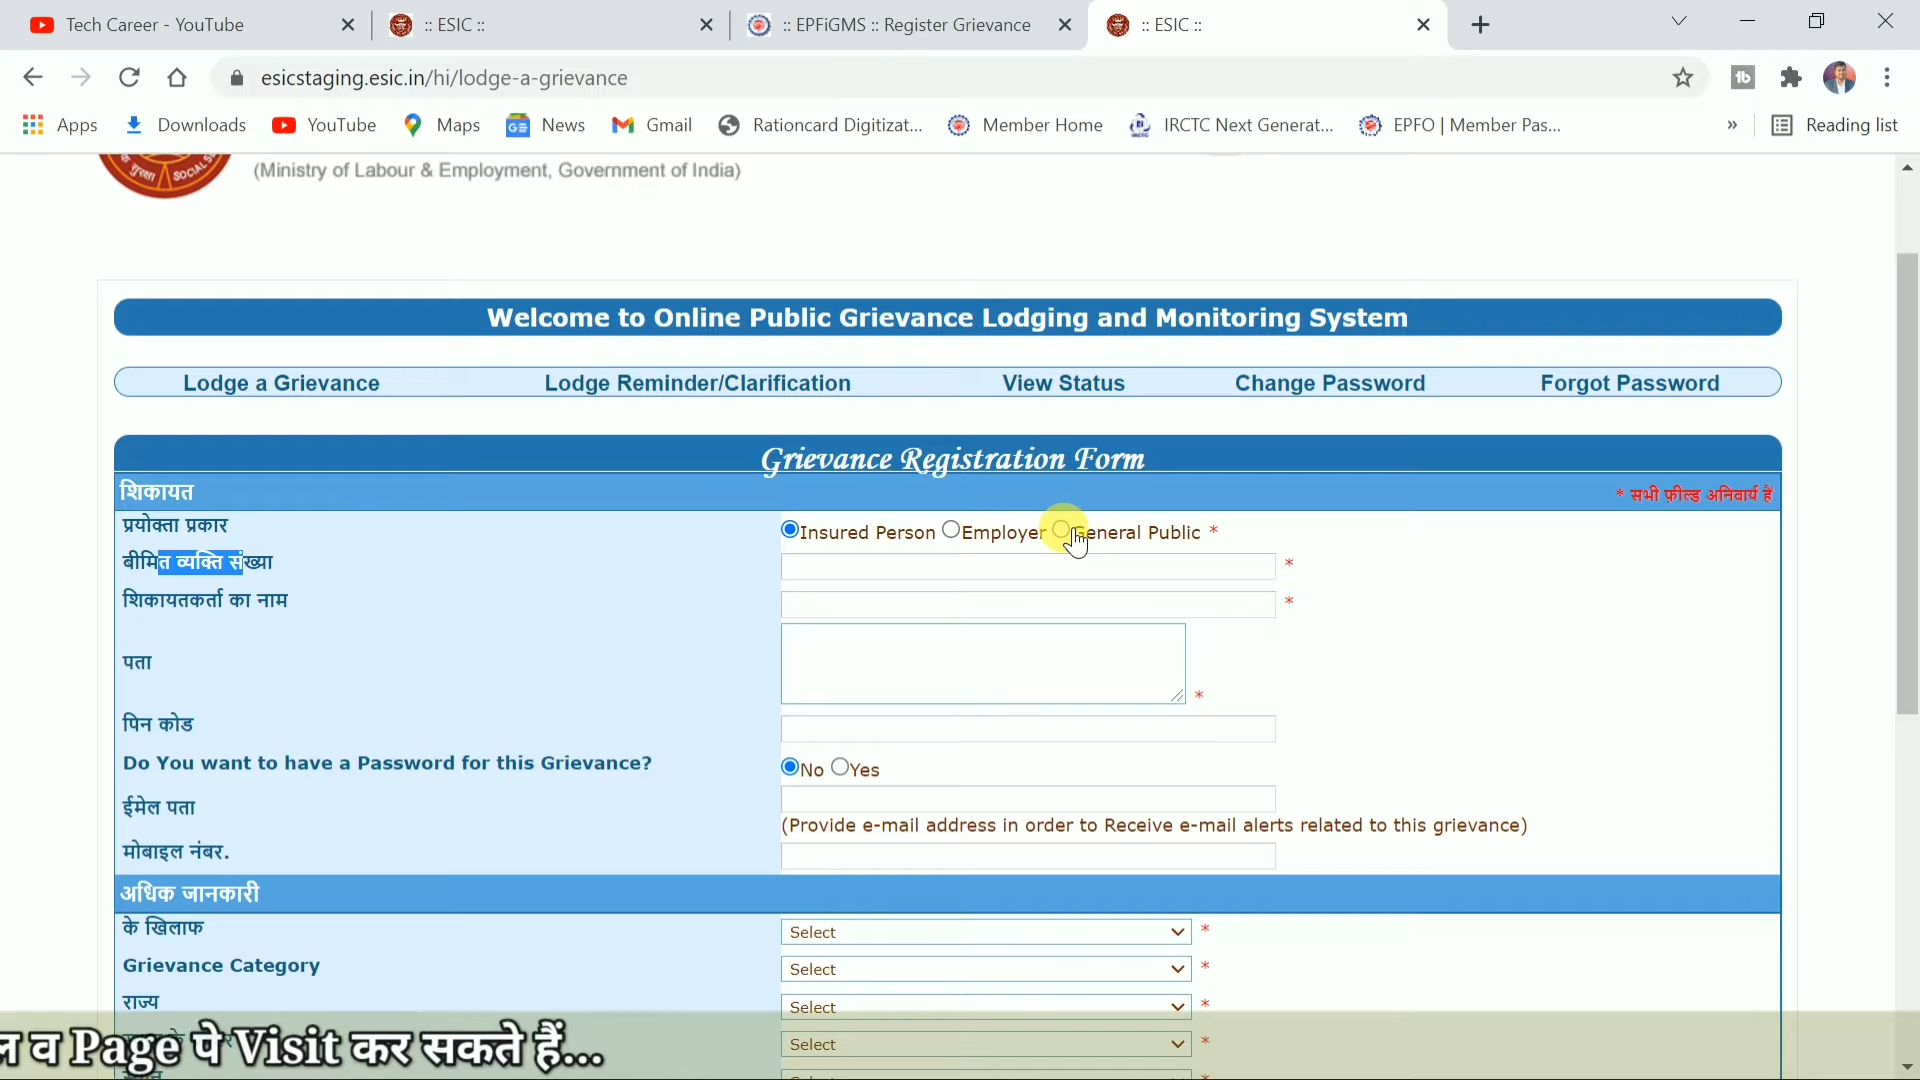 Tech Career - YouTube
:: ESIC ::
:: EPFiGMS :: Register Grievance
:: ESIC ::
esicstaging.esic.in/hi/lodge-a-grievance
Apps Downloads YouTube Maps News Gmail Rationcard Digitizat... Member Home IRCTC Next Generat... EPFO | Member Pas... » Reading list
(Ministry of Labour & Employment, Government of India)
Welcome to Online Public Grievance Lodging and Monitoring System
Lodge a Grievance Lodge Reminder/Clarification View Status Change Password Forgot Password
Grievance Registration Form
शिकायत * सभी फ़ील्ड अनिवार्य हैं
प्रयोक्ता प्रकार Insured Person Employer General Public *
बीमित व्यक्ति संख्या *
शिकायतकर्ता का नाम *
पता *
पिन कोड
Do You want to have a Password for this Grievance? No Yes
ईमेल पता
(Provide e-mail address in order to Receive e-mail alerts related to this grievance)
मोबाइल नंबर.
अधिक जानकारी
के खिलाफ Select *
Grievance Category Select *
राज्य Select *
Select *
व Page पे Visit कर सकते हैं...